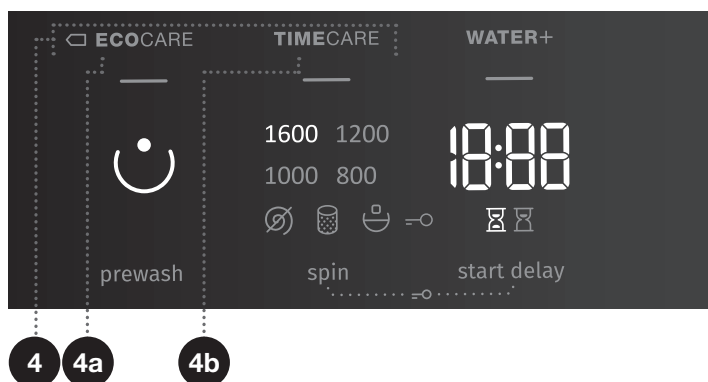 ECOCARE TIMECARE WATER+
1600 1200
1000 800
18:88
prewash spin start delay
4 4a 4b